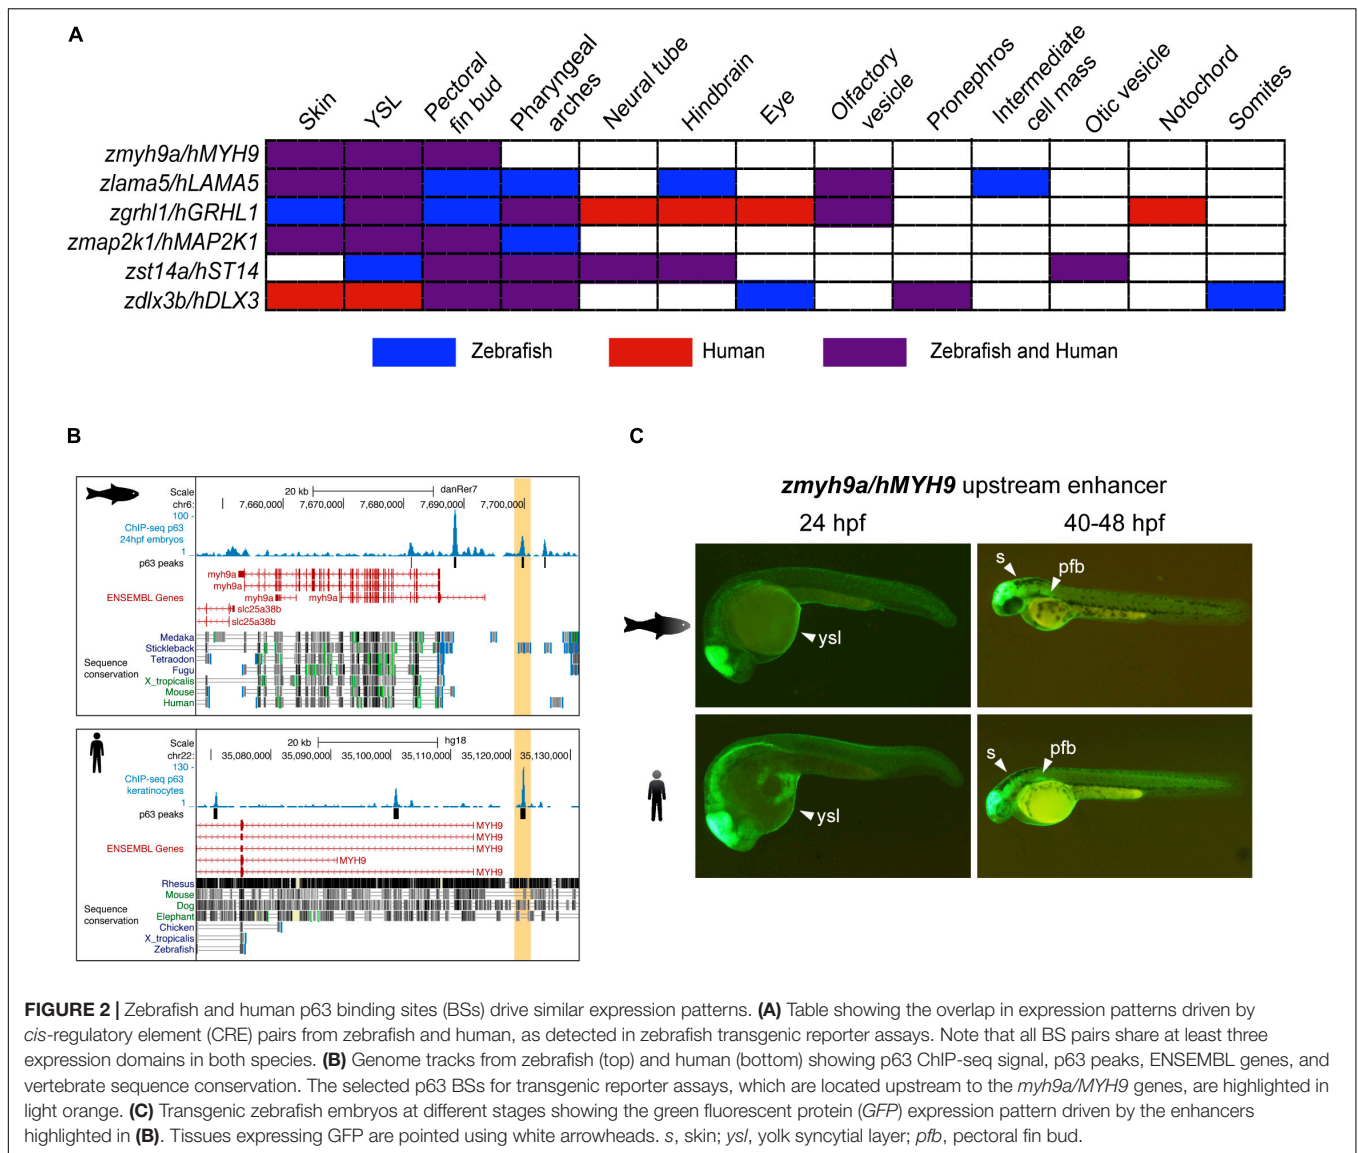 A
Skin
YSL
Pectoral
fin bud
Pharyngeal
arches
Neural tube
Hindbrain
Eye
Olfactory
vesicle
Pronephros
Intermediate
cell mass
Otic vesicle
Notochord
Somites
zmyh9a/hMYH9
zlama5/hLAMA5
zgrhl1/hGRHL1
zmap2k1/hMAP2K1
zst14a/hST14
zdlx3b/hDLX3
Zebrafish
Human
Zebrafish and Human
B
Scale
20 kb
danRer7
chr6:
7,660,000
7,670,000
7,680,000
7,690,000
7,700,000
100 -
ChIP-seq p63
24hpf embryos
1 _
p63 peaks
myh9a
myh9a
ENSEMBL Genes
myh9a
myh9a
slc25a38b
slc25a38b
Medaka
Stickleback
Tetraodon
Fugu
X_tropicalis
Mouse
Human
Sequence
conservation
Scale
20 kb
hg18
chr22:
35,080,000
35,090,000
35,100,000
35,110,000
35,120,000
35,130,000
130 -
ChIP-seq p63
keratinocytes
1 _
p63 peaks
MYH9
MYH9
ENSEMBL Genes
MYH9
MYH9
MYH9
Rhesus
Mouse
Dog
Elephant
Chicken
X_tropicalis
Zebrafish
Sequence
conservation
C
zmyh9a/hMYH9 upstream enhancer
24 hpf
40-48 hpf
ysl
s
pfb
ysl
s
pfb
FIGURE 2 | Zebrafish and human p63 binding sites (BSs) drive similar expression patterns. (A) Table showing the overlap in expression patterns driven by
cis-regulatory element (CRE) pairs from zebrafish and human, as detected in zebrafish transgenic reporter assays. Note that all BS pairs share at least three
expression domains in both species. (B) Genome tracks from zebrafish (top) and human (bottom) showing p63 ChIP-seq signal, p63 peaks, ENSEMBL genes, and
vertebrate sequence conservation. The selected p63 BSs for transgenic reporter assays, which are located upstream to the myh9a/MYH9 genes, are highlighted in
light orange. (C) Transgenic zebrafish embryos at different stages showing the green fluorescent protein (GFP) expression pattern driven by the enhancers
highlighted in (B). Tissues expressing GFP are pointed using white arrowheads. s, skin; ysl, yolk syncytial layer; pfb, pectoral fin bud.